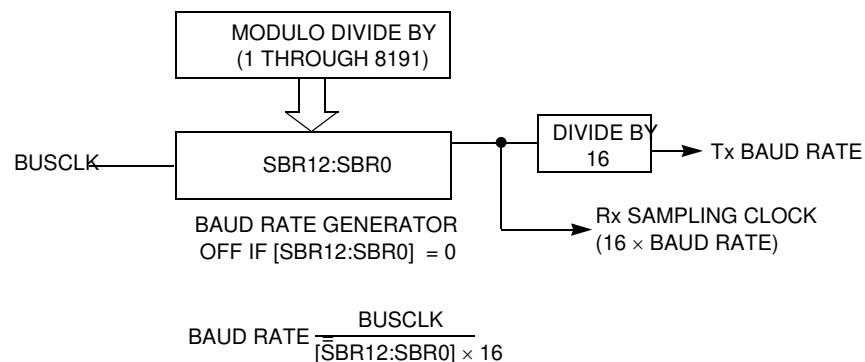 MODULO DIVIDE BY
(1 THROUGH 8191)
BUSCLK
SBR12:SBR0
DIVIDE BY
16
Tx BAUD RATE
Rx SAMPLING CLOCK
(16 × BAUD RATE)
BAUD RATE GENERATOR
OFF IF [SBR12:SBR0] = 0
BAUD RATE =
BUSCLK
[SBR12:SBR0] × 16